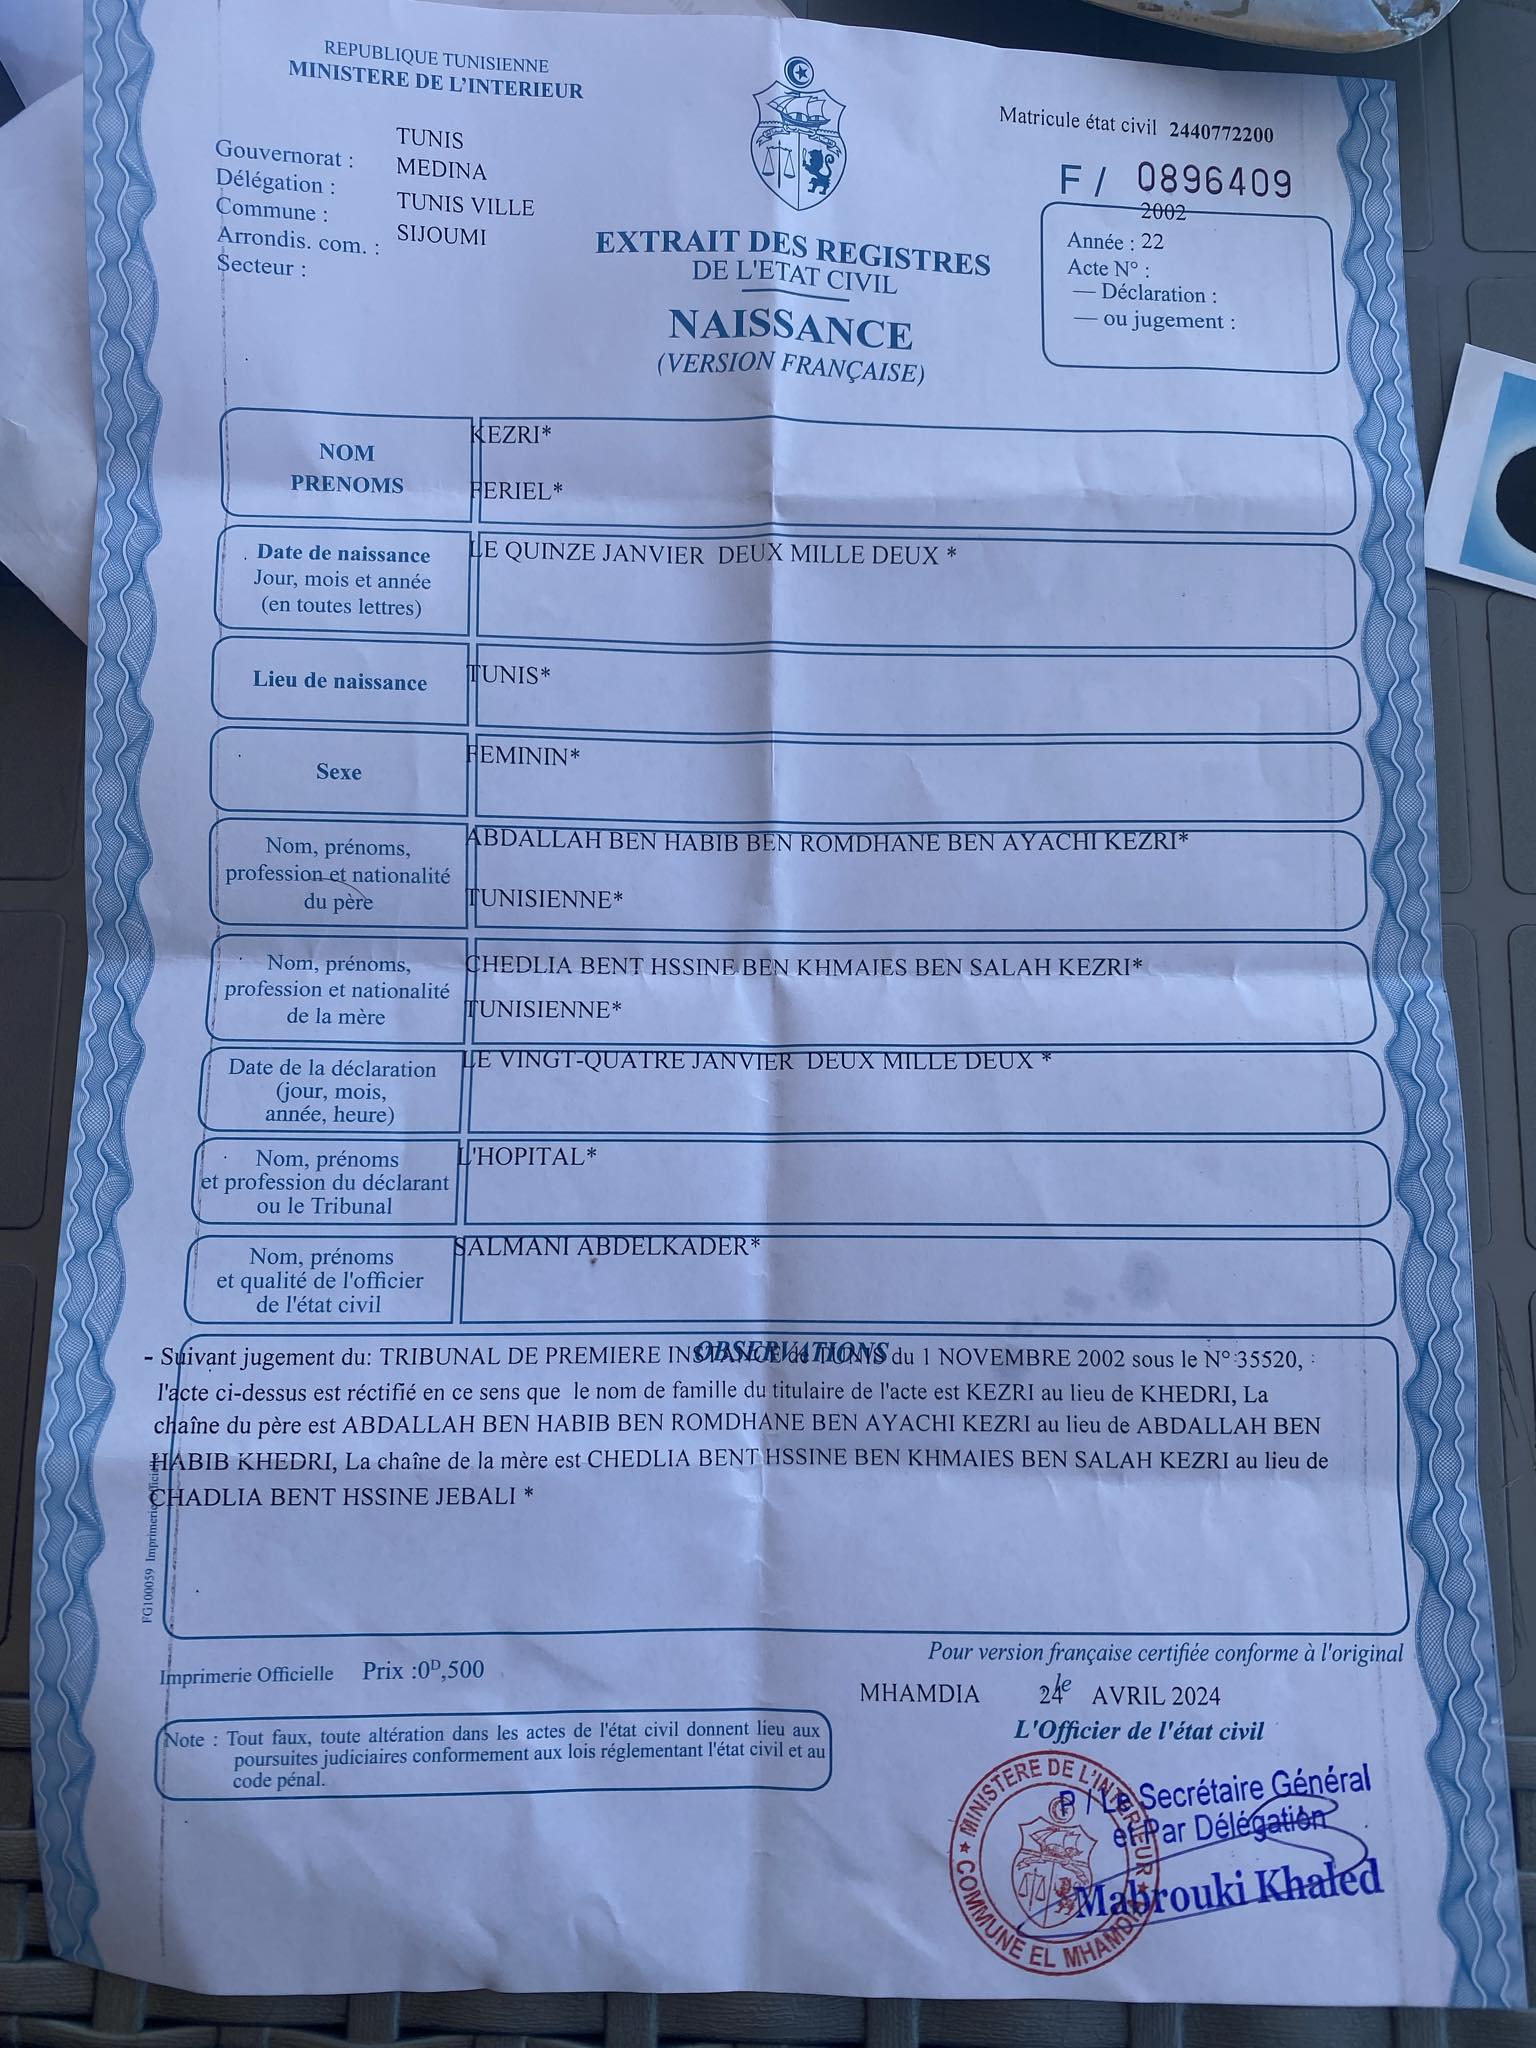 REPUBLIQUE TUNISIENNE
MINISTERE DE L'INTERIEUR
Gouvernorat : TUNIS
Délégation : MEDINA
Commune : TUNIS VILLE
Arrondis. com. : SIJOUMI
Secteur :
Matricule état civil 2440772200
F / 0896409
2002
Année : 22
Acte N° :
— Déclaration :
— ou jugement :
EXTRAIT DES REGISTRES
DE L'ETAT CIVIL
NAISSANCE
(VERSION FRANÇAISE)
NOM
PRENOMS
KEZRI*
FERIEL*
Date de naissance
Jour, mois et année
(en toutes lettres)
LE QUINZE JANVIER DEUX MILLE DEUX *
Lieu de naissance
TUNIS*
Sexe
FEMININ*
Nom, prénoms,
profession et nationalité
du père
ABDALLAH BEN HABIB BEN ROMDHANE BEN AYACHI KEZRI*
TUNISIENNE*
Nom, prénoms,
profession et nationalité
de la mère
CHEDLIA BENT HSSINE BEN KHMAIES BEN SALAH KEZRI*
TUNISIENNE*
Date de la déclaration
(jour, mois,
année, heure)
LE VINGT-QUATRE JANVIER DEUX MILLE DEUX *
Nom, prénoms
et profession du déclarant
ou le Tribunal
L'HOPITAL*
Nom, prénoms
et qualité de l'officier
de l'état civil
SALMANI ABDELKADER*
OBSERVATIONS
- Suivant jugement du: TRIBUNAL DE PREMIERE INSTANCE de TUNIS du 1 NOVEMBRE 2002 sous le N° 35520, :
l'acte ci-dessus est réctifié en ce sens que le nom de famille du titulaire de l'acte est KEZRI au lieu de KHEDRI, La
chaîne du père est ABDALLAH BEN HABIB BEN ROMDHANE BEN AYACHI KEZRI au lieu de ABDALLAH BEN
HABIB KHEDRI, La chaîne de la mère est CHEDLIA BENT HSSINE BEN KHMAIES BEN SALAH KEZRI au lieu de
CHADLIA BENT HSSINE JEBALI *
FG100059 Imprimerie Officielle
Imprimerie Officielle Prix :0ᴰ,500
Pour version française certifiée conforme à l'original
MHAMDIA , le 24 AVRIL 2024
L'Officier de l'état civil
Note : Tout faux, toute altération dans les actes de l'état civil donnent lieu aux
poursuites judiciaires conformement aux lois réglementant l'état civil et au
code pénal.
MINISTERE DE L'INTERIEUR
COMMUNE EL MHAMDIA
P / Le Secrétaire Général
et Par Délégation
Mabrouki Khaled